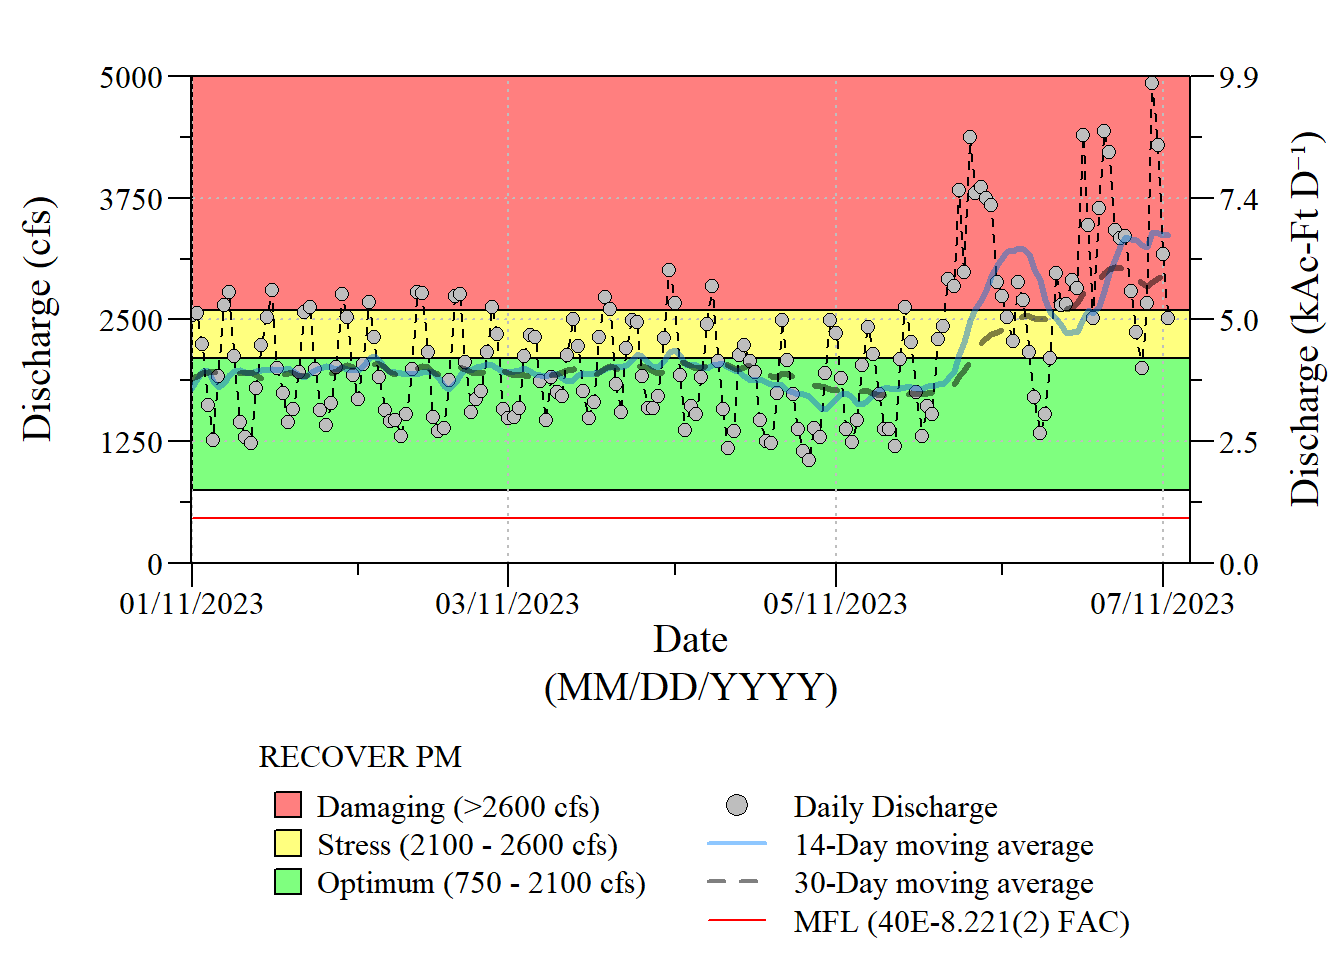 5000
3750
2500
1250
0
Discharge (cfs)
9.9
7.4
5.0
2.5
0.0
Discharge (kAc-Ft D⁻¹)
01/11/2023 03/11/2023 05/11/2023 07/11/2023
Date
(MM/DD/YYYY)
RECOVER PM
Damaging (>2600 cfs)
Stress (2100 - 2600 cfs)
Optimum (750 - 2100 cfs)
Daily Discharge
14-Day moving average
30-Day moving average
MFL (40E-8.221(2) FAC)